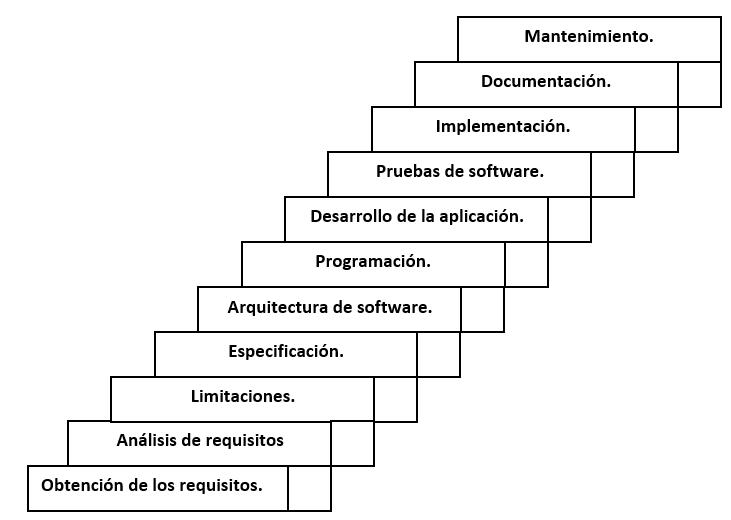 Mantenimiento.
Documentación.
Implementación.
Pruebas de software.
Desarrollo de la aplicación.
Programación.
Arquitectura de software.
Especificación.
Limitaciones.
Análisis de requisitos
Obtención de los requisitos.